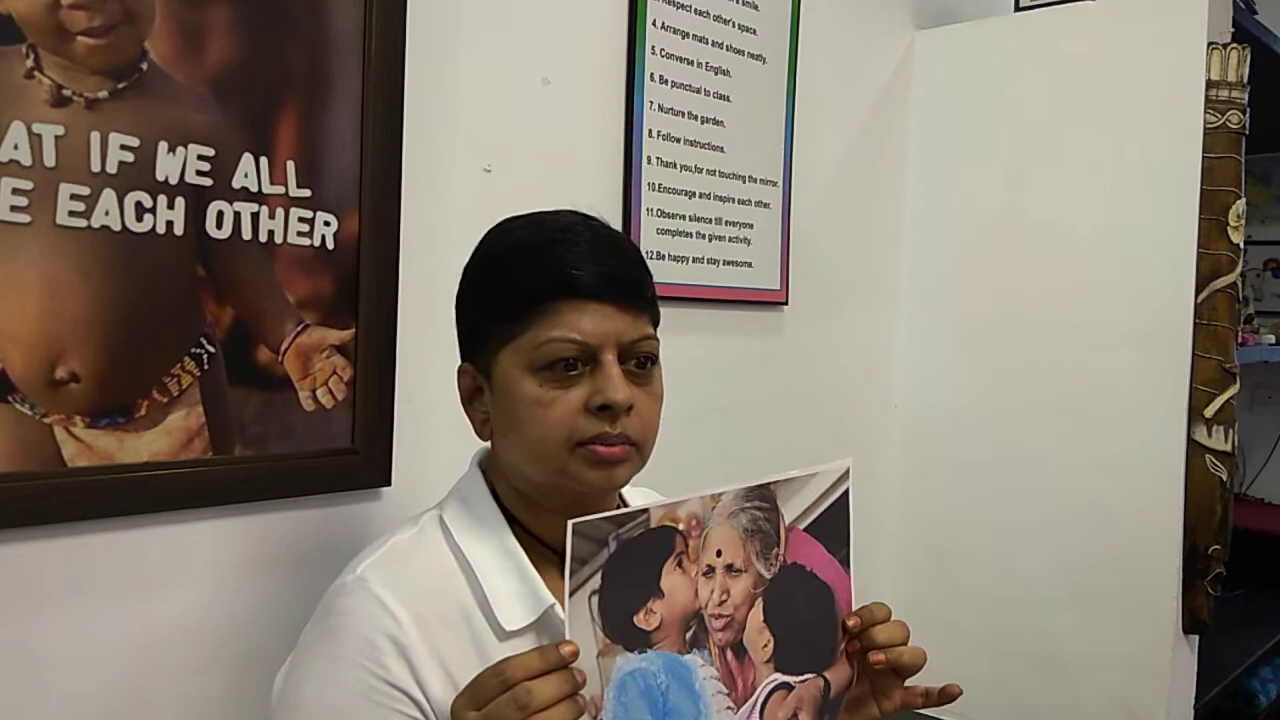 AT IF WE ALL
E EACH OTHER
a smile.
Respect each other's space.
4. Arrange mats and shoes neatly.
5. Converse in English.
6. Be punctual to class.
7. Nurture the garden.
8. Follow instructions.
9. Thank you,for not touching the mirror.
10.Encourage and inspire each other.
11.Observe silence till everyone
completes the given activity.
12.Be happy and stay awesome.